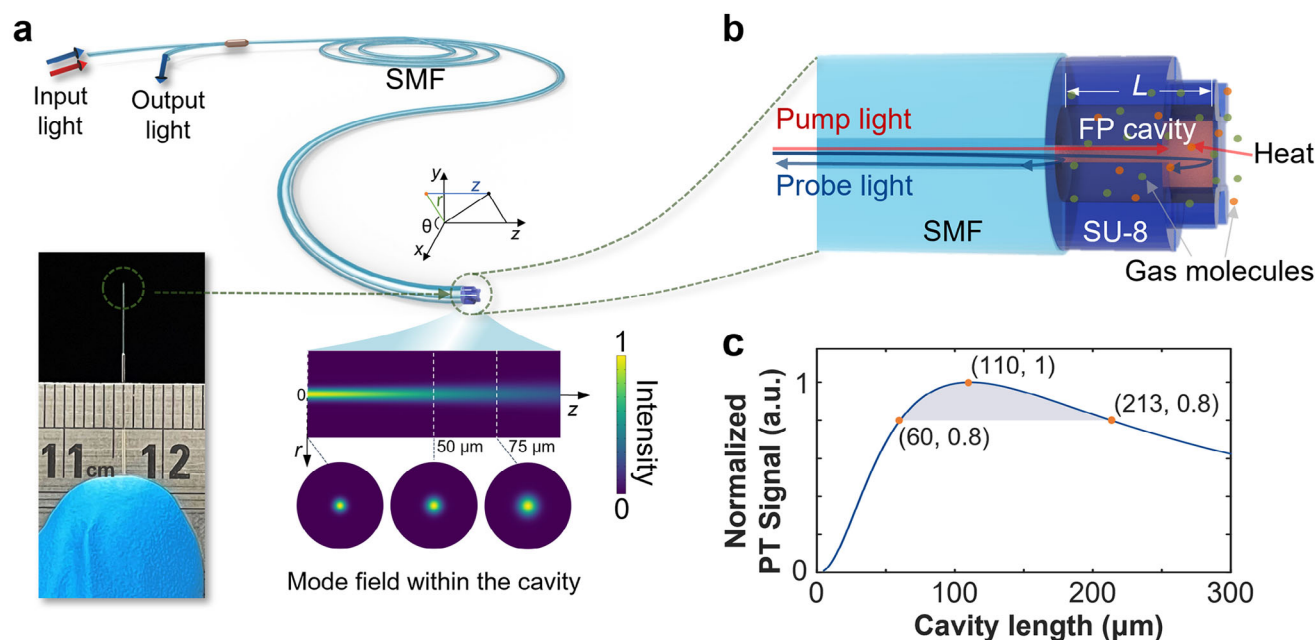 a
Input
light
Output
light
SMF
y
z
r
θ
x
z
11 cm 12
0
z
r
50 µm
75 µm
1
Intensity
0
Mode field within the cavity
b
L
Pump light
FP cavity
Heat
Probe light
SMF
SU-8
Gas molecules
c
Normalized
PT Signal (a.u.)
1
0
(110, 1)
(213, 0.8)
(60, 0.8)
0 100 200 300
Cavity length (µm)